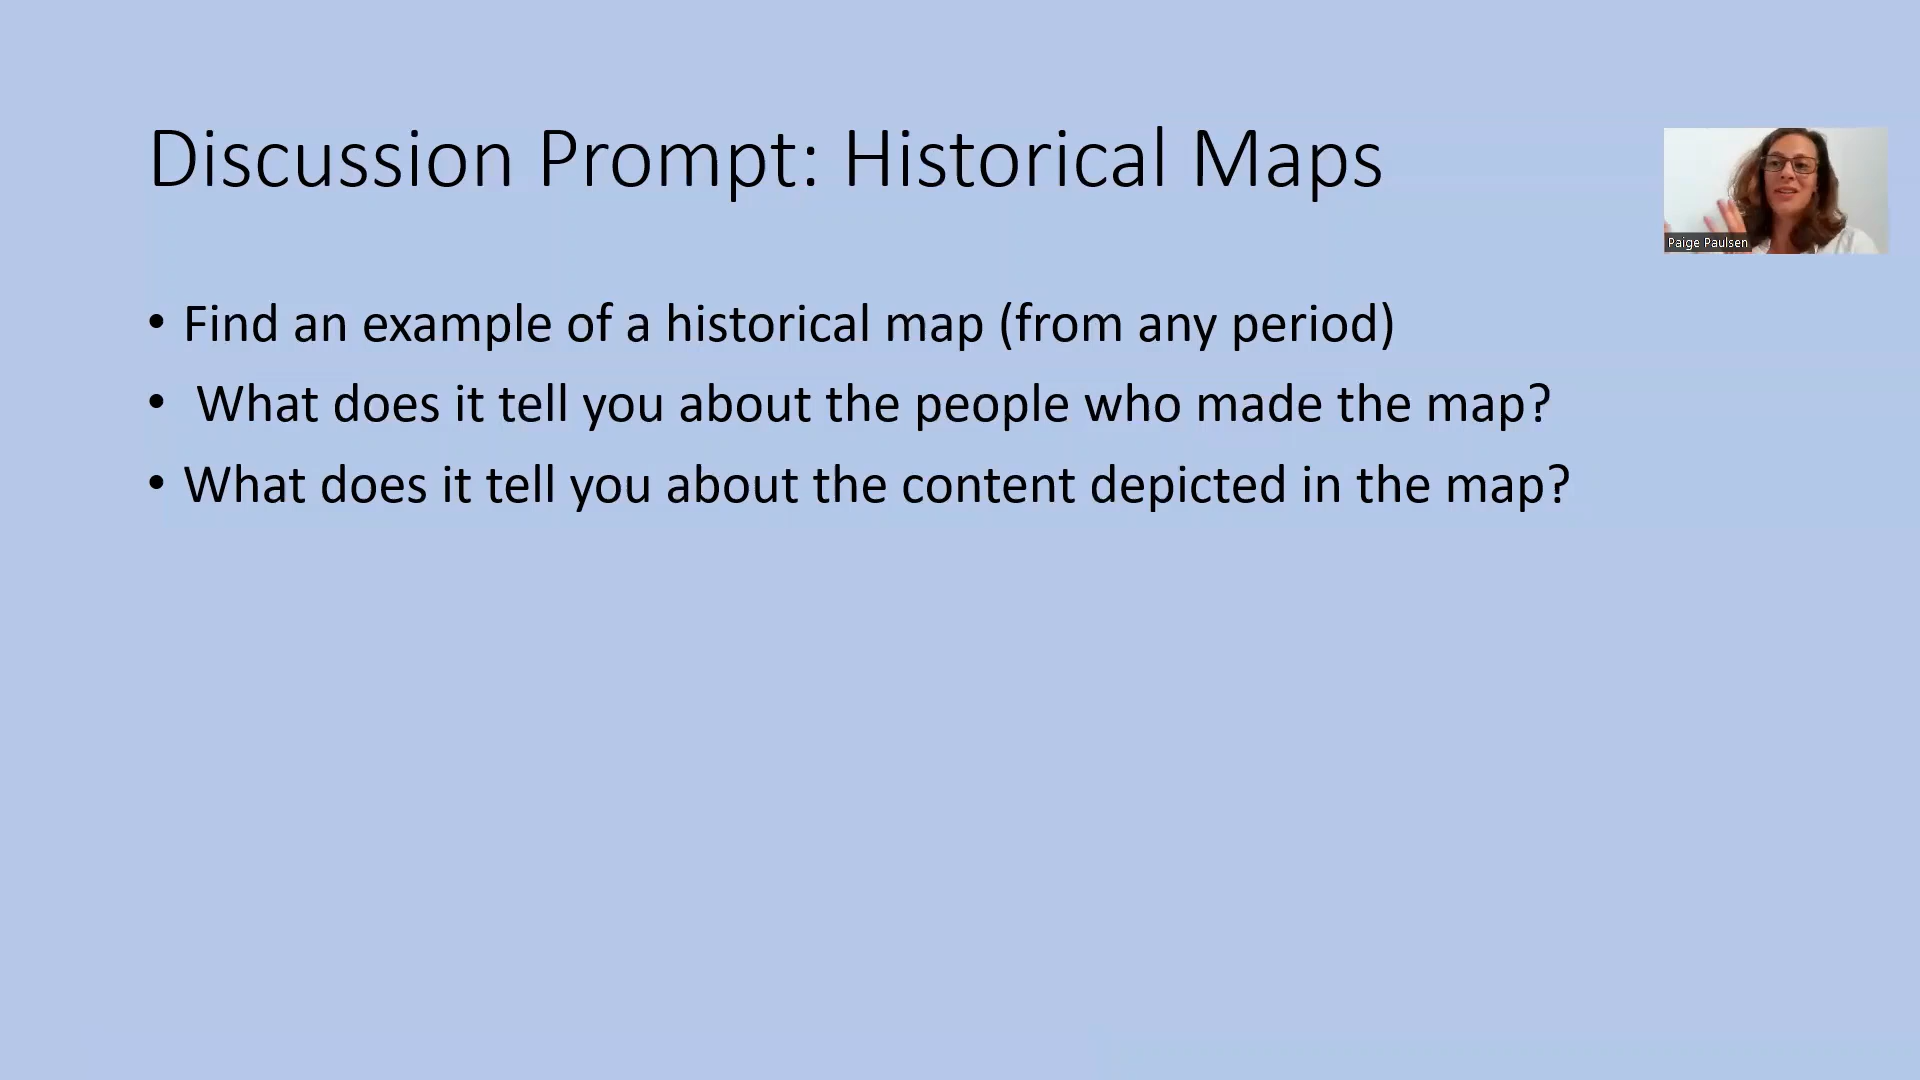 Discussion Prompt: Historical Maps
Paige Paulsen
• Find an example of a historical map (from any period)
• What does it tell you about the people who made the map?
• What does it tell you about the content depicted in the map?